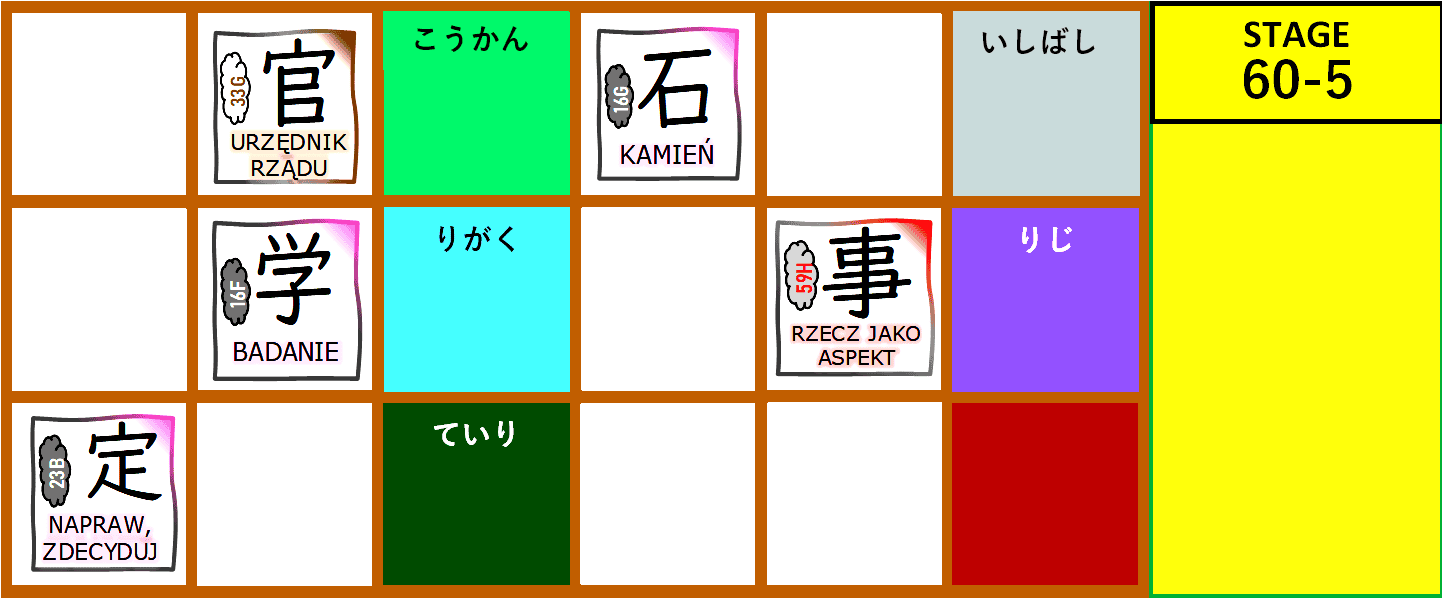 33G
官
URZĘDNIK
RZĄDU
こうかん
16G
石
KAMIEŃ
いしばし
STAGE
60-5
16F
学
BADANIE
りがく
59H
事
RZECZ JAKO
ASPEKT
りじ
23B
定
NAPRAW,
ZDECYDUJ
ていり